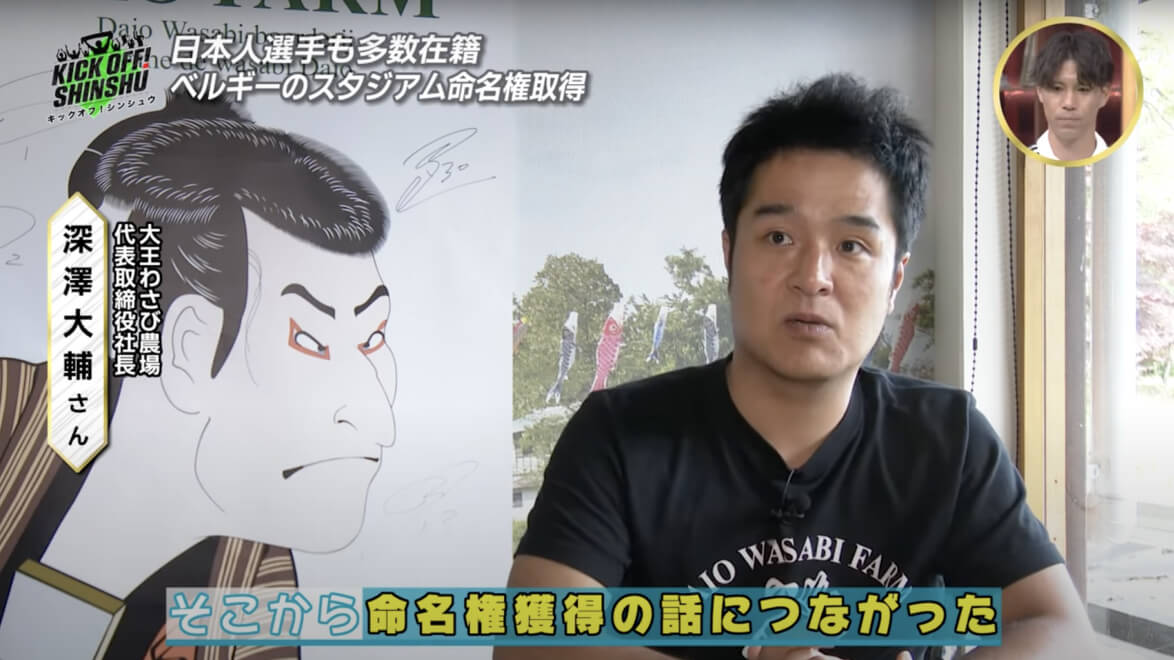 KICK OFF!
SHINSHU
キックオフ！シンシュウ
FARM
日本人選手も多数在籍
ベルギーのスタジアム命名権取得
大王わさび農場
代表取締役社長
深澤大輔さん
WASABI FARM
そこから命名権獲得の話につながった